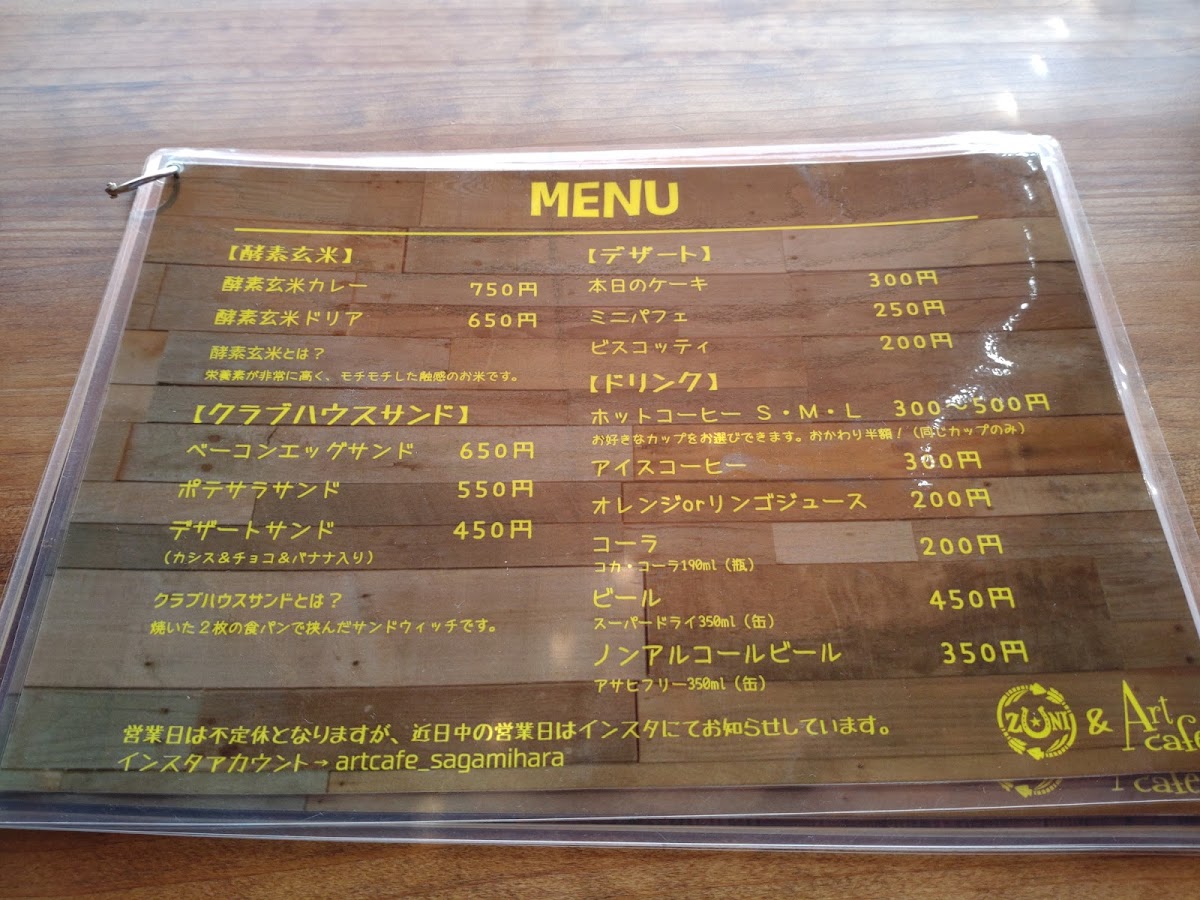 MENU
【酵素玄米】
酵素玄米カレー 750円
酵素玄米ドリア 650円
酵素玄米とは？
栄養素が非常に高く、モチモチした触感のお米です。
【クラブハウスサンド】
ベーコンエッグサンド 650円
ポテサラサンド 550円
デザートサンド 450円
（カシス＆チョコ＆バナナ入り）
クラブハウスサンドとは？
焼いた２枚の食パンで挟んだサンドウィッチです。
【デザート】
本日のケーキ 300円
ミニパフェ 250円
ビスコッティ 200円
【ドリンク】
ホットコーヒー S・M・L 300〜500円
お好きなカップをお選びできます。おかわり半額！（同じカップのみ）
アイスコーヒー 300円
オレンジorリンゴジュース 200円
コーラ 200円
コカ・コーラ190ml（瓶）
ビール 450円
スーパードライ350ml（缶）
ノンアルコールビール 350円
アサヒフリー350ml（缶）
営業日は不定休となりますが、近日中の営業日はインスタにてお知らせしています。
インスタアカウント→ artcafe_sagamihara
ZUNI & Art cafe
cafe